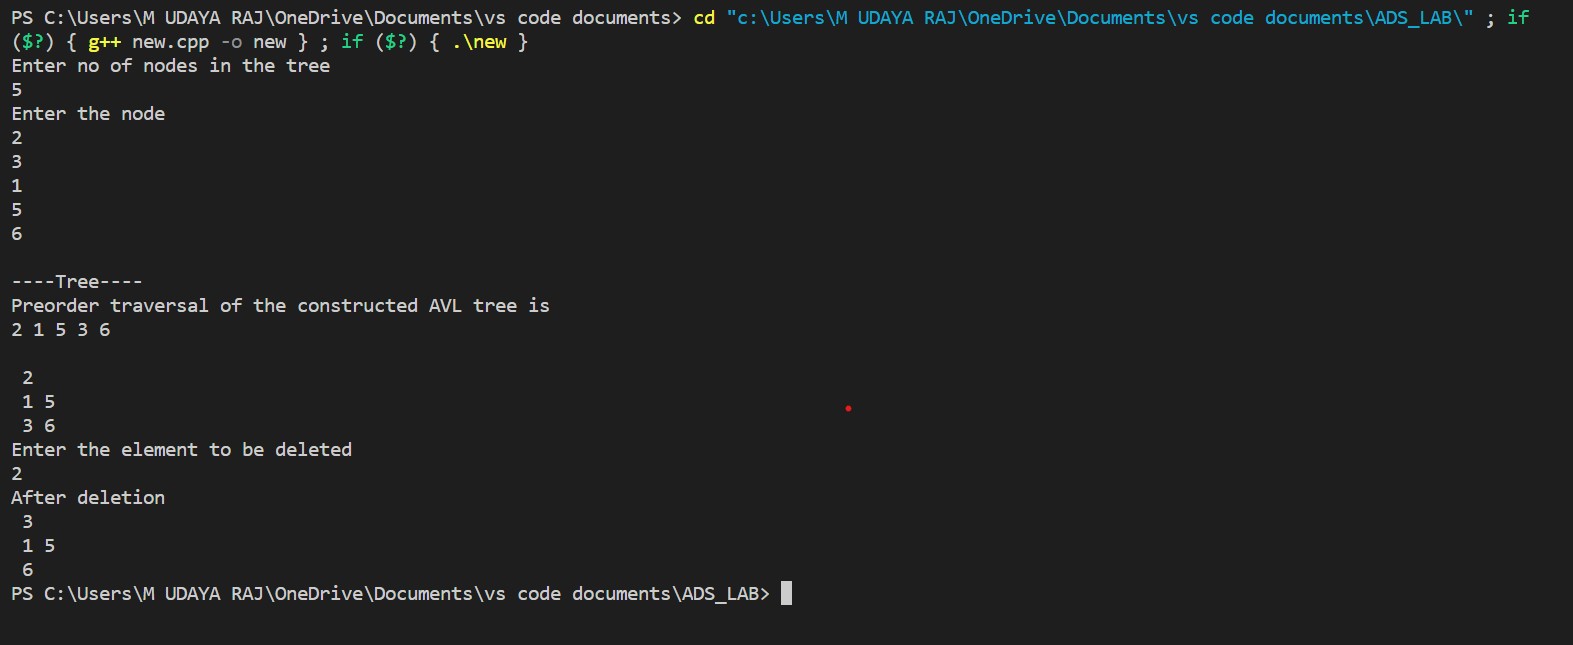 PS C:\Users\M UDAYA RAJ\OneDrive\Documents\vs code documents> cd "c:\Users\M UDAYA RAJ\OneDrive\Documents\vs code documents\ADS_LAB\" ; if
($?) { g++ new.cpp -o new } ; if ($?) { .\new }
Enter no of nodes in the tree
5
Enter the node
2
3
1
5
6

----Tree----
Preorder traversal of the constructed AVL tree is
2 1 5 3 6

 2
 1 5
 3 6
Enter the element to be deleted
2
After deletion
 3
 1 5
 6
PS C:\Users\M UDAYA RAJ\OneDrive\Documents\vs code documents\ADS_LAB>